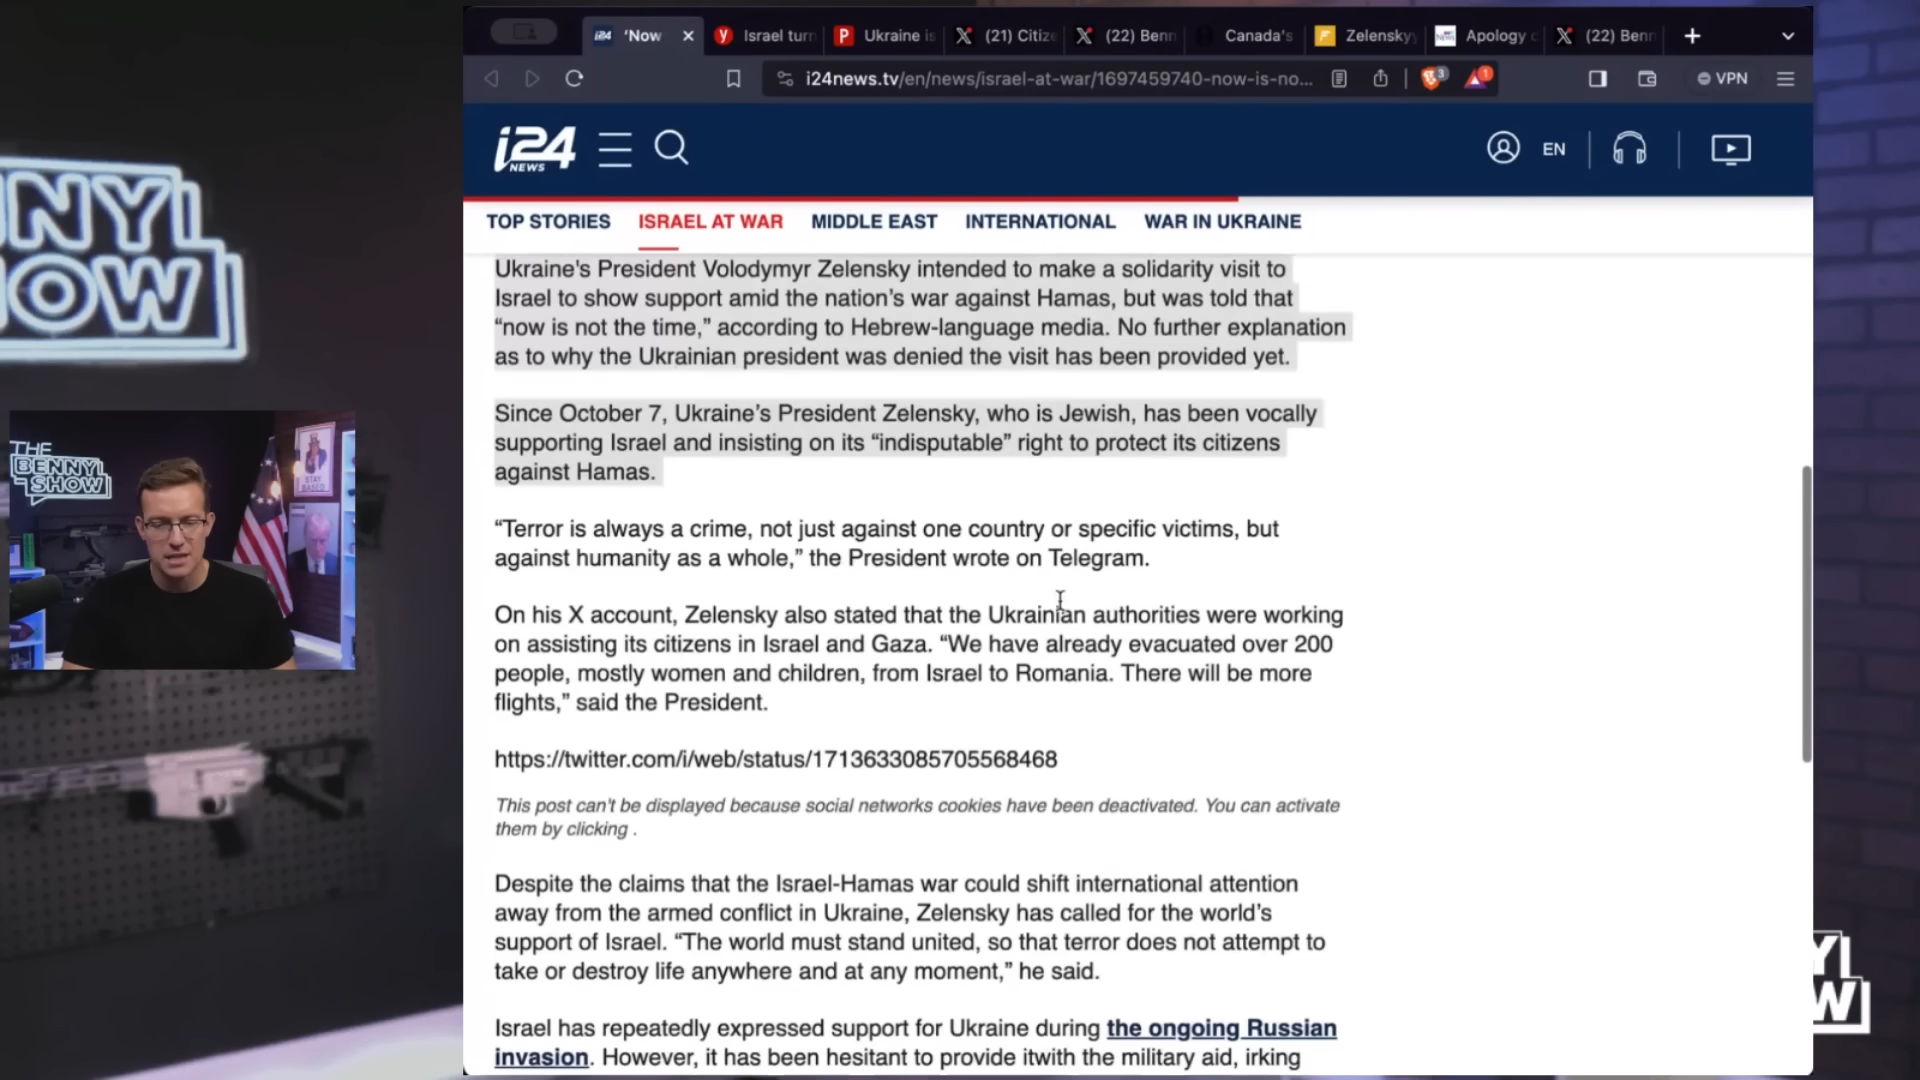 'Now
Israel turn
Ukraine is
(21) Citize
(22) Benn
Canada's
Zelensky
Apology
(22) Benn
i24news.tv/en/news/israel-at-war/1697459740-now-is-no...
3
1
VPN
i24
NEWS
EN
TOP STORIES
ISRAEL AT WAR
MIDDLE EAST
INTERNATIONAL
WAR IN UKRAINE
Ukraine's President Volodymyr Zelensky intended to make a solidarity visit to
Israel to show support amid the nation's war against Hamas, but was told that
“now is not the time,” according to Hebrew-language media. No further explanation
as to why the Ukrainian president was denied the visit has been provided yet.
Since October 7, Ukraine's President Zelensky, who is Jewish, has been vocally
supporting Israel and insisting on its “indisputable” right to protect its citizens
against Hamas.
“Terror is always a crime, not just against one country or specific victims, but
against humanity as a whole,” the President wrote on Telegram.
On his X account, Zelensky also stated that the Ukrainian authorities were working
on assisting its citizens in Israel and Gaza. “We have already evacuated over 200
people, mostly women and children, from Israel to Romania. There will be more
flights,” said the President.
https://twitter.com/i/web/status/1713633085705568468
This post can't be displayed because social networks cookies have been deactivated. You can activate
them by clicking .
Despite the claims that the Israel-Hamas war could shift international attention
away from the armed conflict in Ukraine, Zelensky has called for the world's
support of Israel. “The world must stand united, so that terror does not attempt to
take or destroy life anywhere and at any moment,” he said.
Israel has repeatedly expressed support for Ukraine during the ongoing Russian
invasion. However, it has been hesitant to provide itwith the military aid, irking
NNY
HOW
THE
BENNY
SHOW
STAY
BASED
Y
W